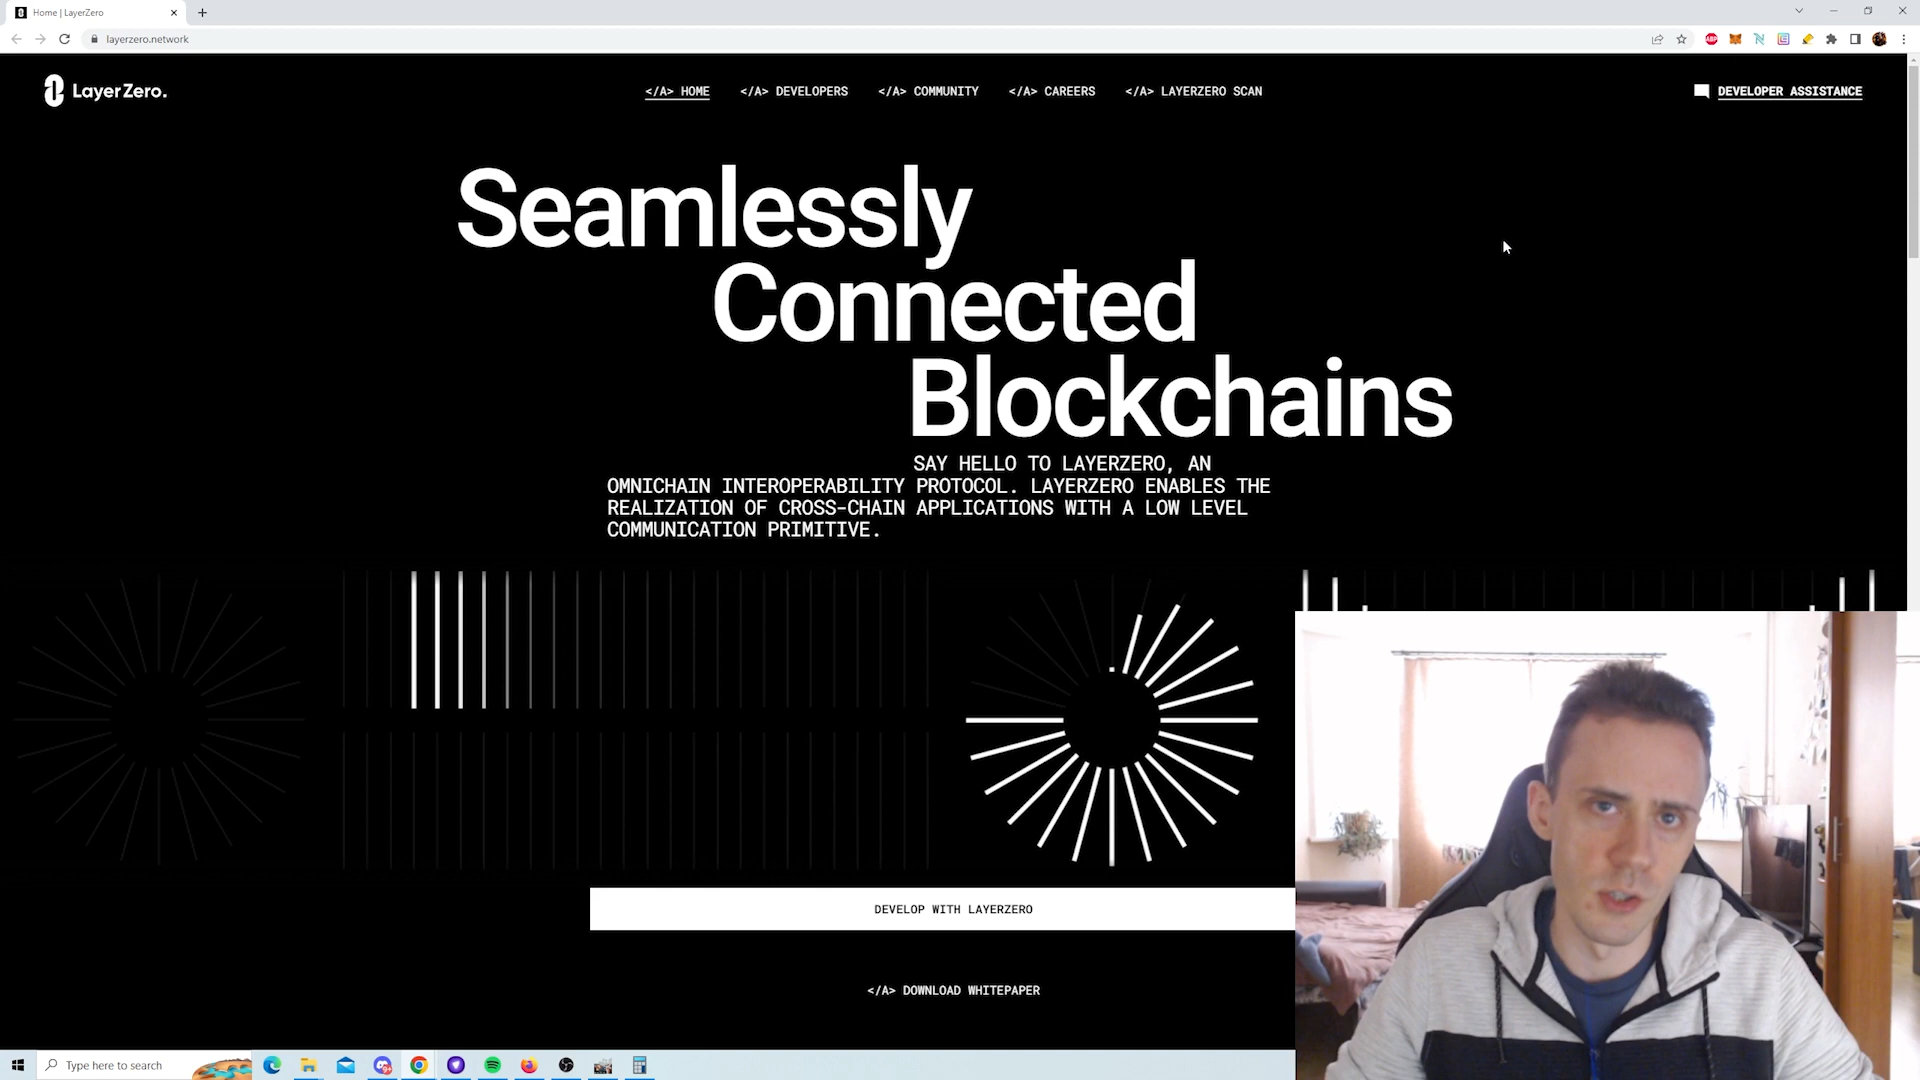 Home | LayerZero
layerzero.network
ABP
LayerZero.
</A> HOME
</A> DEVELOPERS
</A> COMMUNITY
</A> CAREERS
</A> LAYERZERO SCAN
DEVELOPER ASSISTANCE
Seamlessly
Connected
Blockchains
SAY HELLO TO LAYERZERO, AN
OMNICHAIN INTEROPERABILITY PROTOCOL. LAYERZERO ENABLES THE
REALIZATION OF CROSS-CHAIN APPLICATIONS WITH A LOW LEVEL
COMMUNICATION PRIMITIVE.
DEVELOP WITH LAYERZERO
</A> DOWNLOAD WHITEPAPER
Type here to search